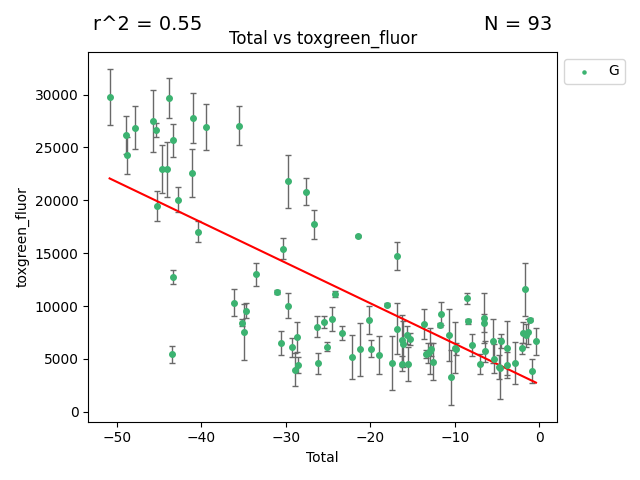 r^2 = 0.55
N = 93
Total vs toxgreen_fluor
G
30000
25000
20000
15000
10000
5000
0
toxgreen_fluor
−50
−40
−30
−20
−10
0
Total